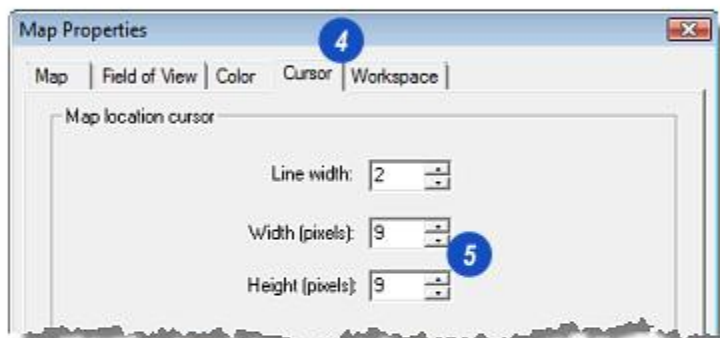 Map Properties
4
Map Field of View Color Cursor Workspace
Map location cursor
Line width: 2
Width (pixels): 9
5
Height (pixels): 9